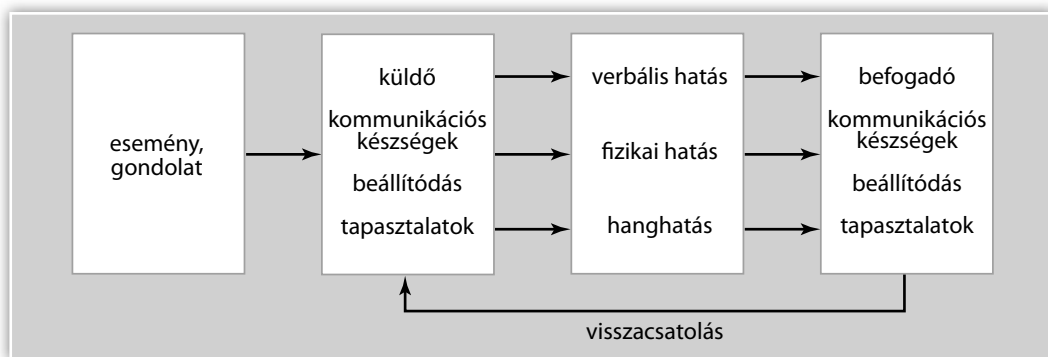 esemény,
gondolat
küldő
kommunikációs
készségek
beállítódás
tapasztalatok
verbális hatás
fizikai hatás
hanghatás
befogadó
kommunikációs
készségek
beállítódás
tapasztalatok
visszacsatolás